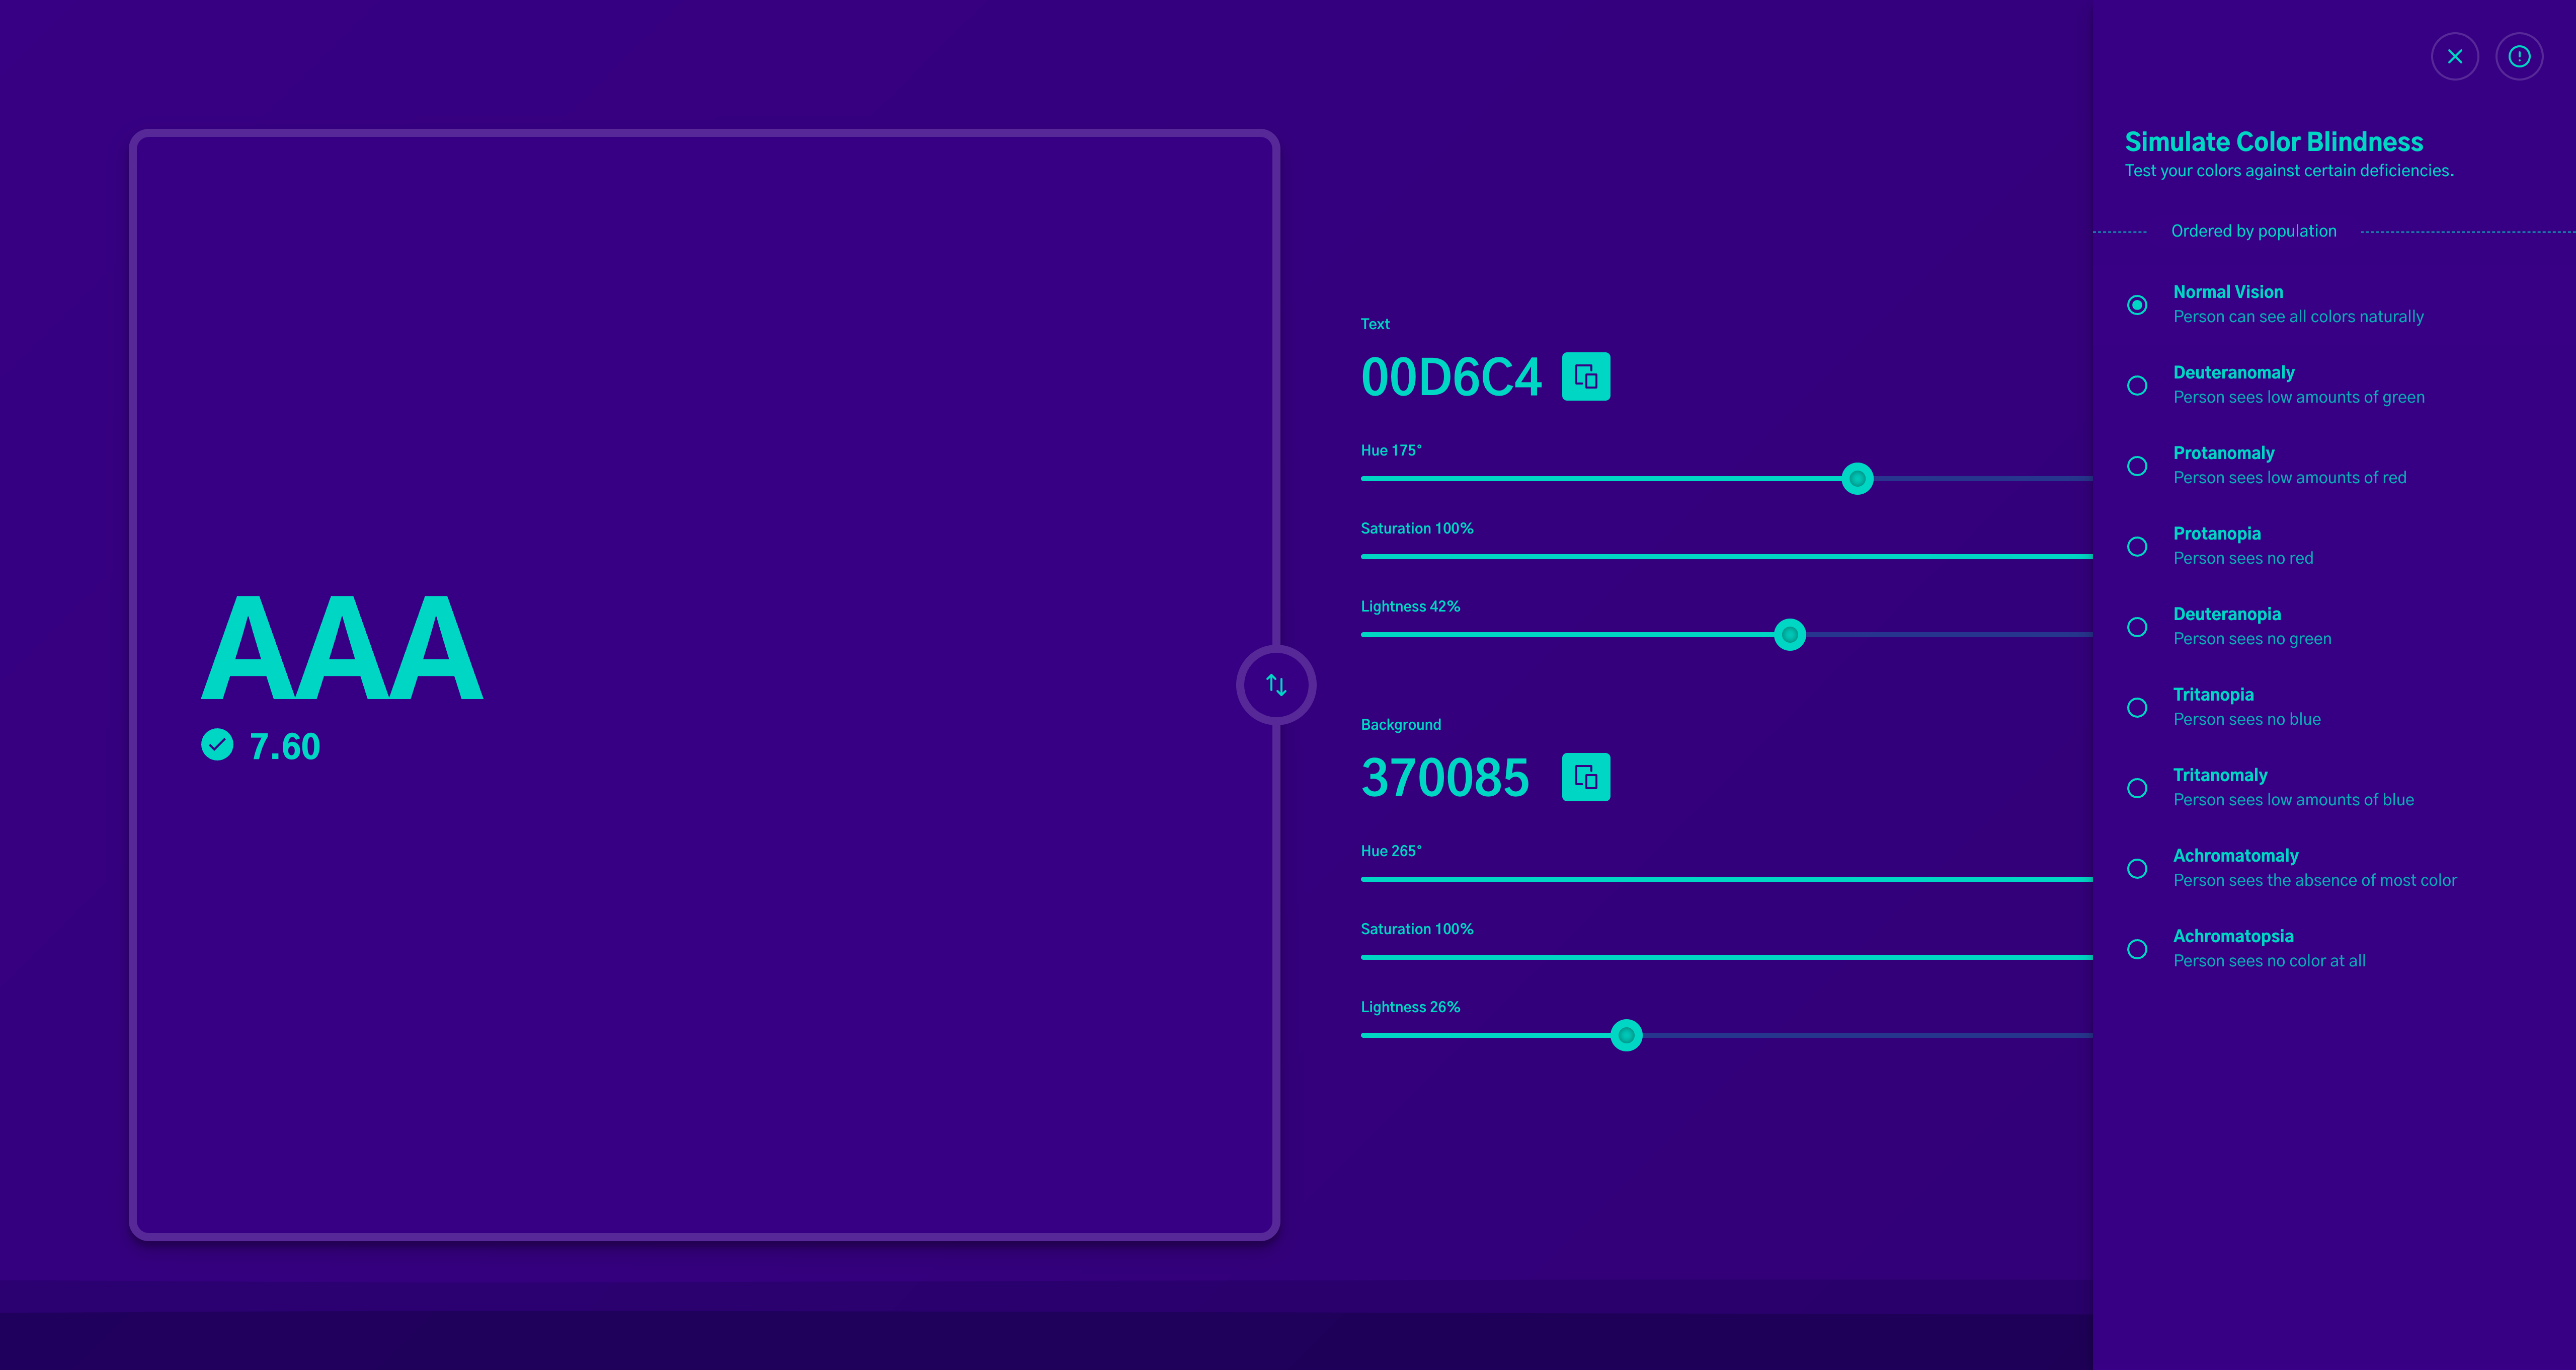 AAA
7.60
Text
00D6C4
Hue 175°
Saturation 100%
Lightness 42%
Background
370085
Hue 265°
Saturation 100%
Lightness 26%
Simulate Color Blindness
Test your colors against certain deficiencies.
Ordered by population
Normal Vision
Person can see all colors naturally
Deuteranomaly
Person sees low amounts of green
Protanomaly
Person sees low amounts of red
Protanopia
Person sees no red
Deuteranopia
Person sees no green
Tritanopia
Person sees no blue
Tritanomaly
Person sees low amounts of blue
Achromatomaly
Person sees the absence of most color
Achromatopsia
Person sees no color at all